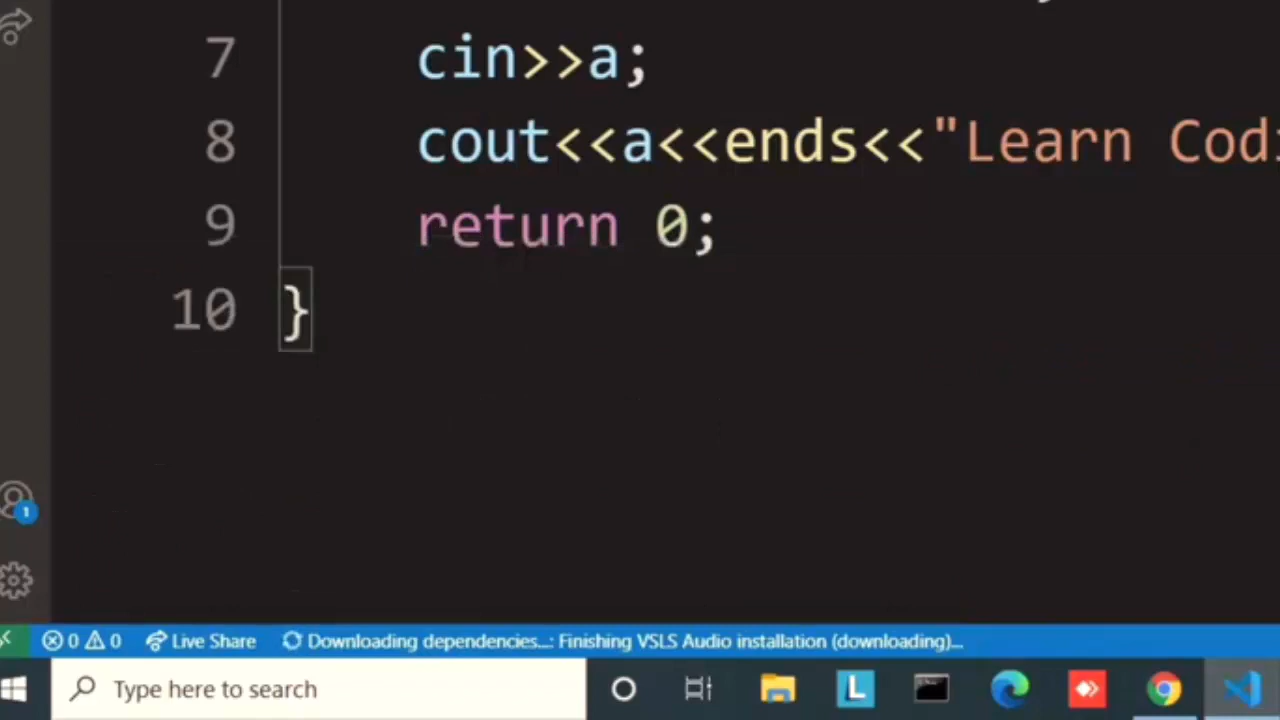 7 cin>>a;
8 cout<<a<<ends<<"Learn Cod
9 return 0;
10 }
1
0 0 Live Share Downloading dependencies...: Finishing VSLS Audio installation (downloading)...
Type here to search
L